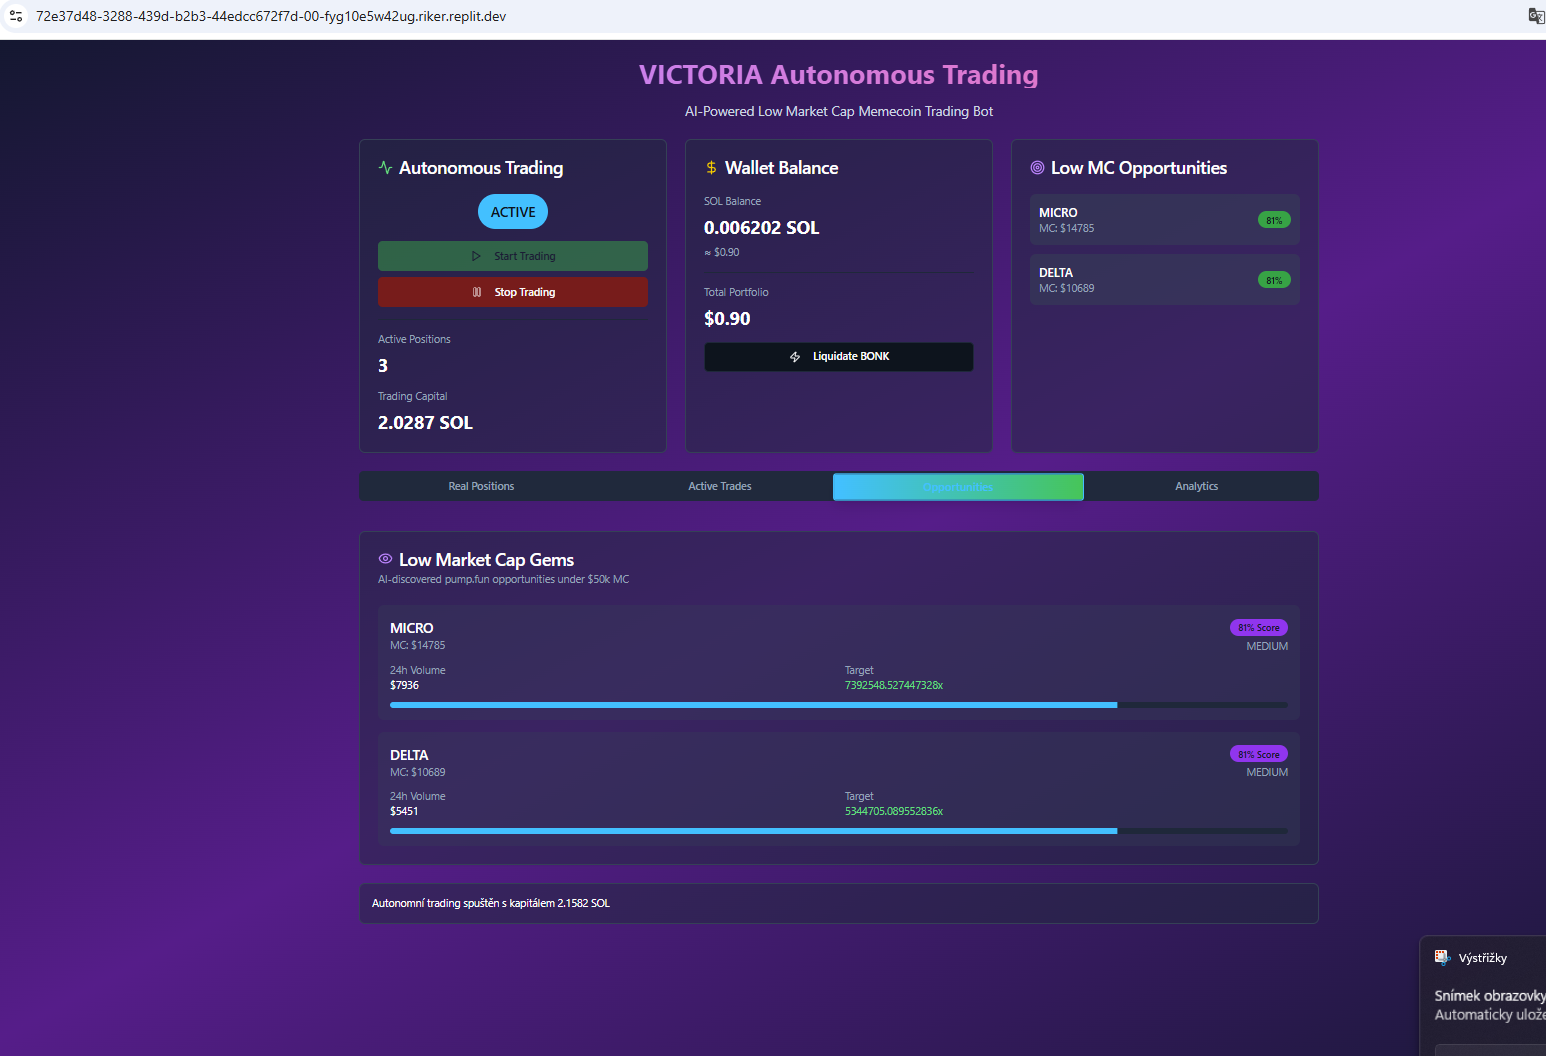 72e37d48-3288-439d-b2b3-44edcc672f7d-00-fyg10e5w42ug.riker.replit.dev
VICTORIA Autonomous Trading
AI-Powered Low Market Cap Memecoin Trading Bot
Autonomous Trading
ACTIVE
Start Trading
Stop Trading
Active Positions
3
Trading Capital
2.0287 SOL
Wallet Balance
SOL Balance
0.006202 SOL
≈ $0.90
Total Portfolio
$0.90
Liquidate BONK
Low MC Opportunities
MICRO
MC: $14785
81%
DELTA
MC: $10689
81%
Real Positions
Active Trades
Opportunities
Analytics
Low Market Cap Gems
AI-discovered pump.fun opportunities under $50k MC
MICRO
MC: $14785
81% Score
MEDIUM
24h Volume
$7936
Target
7392548.527447328x
DELTA
MC: $10689
81% Score
MEDIUM
24h Volume
$5451
Target
5344705.089552836x
Autonomní trading spuštěn s kapitálem 2.1582 SOL
Výstřižky
Snímek obrazovky
Automaticky ulože